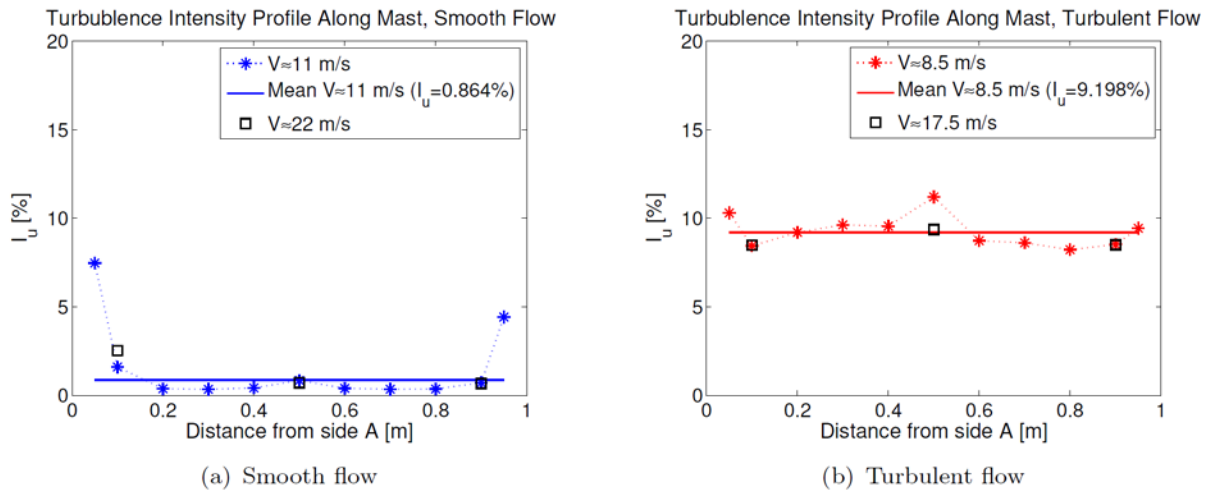 Turbublence Intensity Profile Along Mast, Smooth Flow
20
15
10
5
0
I_u [%]
V≈11 m/s
Mean V≈11 m/s (I_u=0.864%)
V≈22 m/s
0 0.2 0.4 0.6 0.8 1
Distance from side A [m]
(a) Smooth flow
Turbublence Intensity Profile Along Mast, Turbulent Flow
20
15
10
5
0
I_u [%]
V≈8.5 m/s
Mean V≈8.5 m/s (I_u=9.198%)
V≈17.5 m/s
0 0.2 0.4 0.6 0.8 1
Distance from side A [m]
(b) Turbulent flow